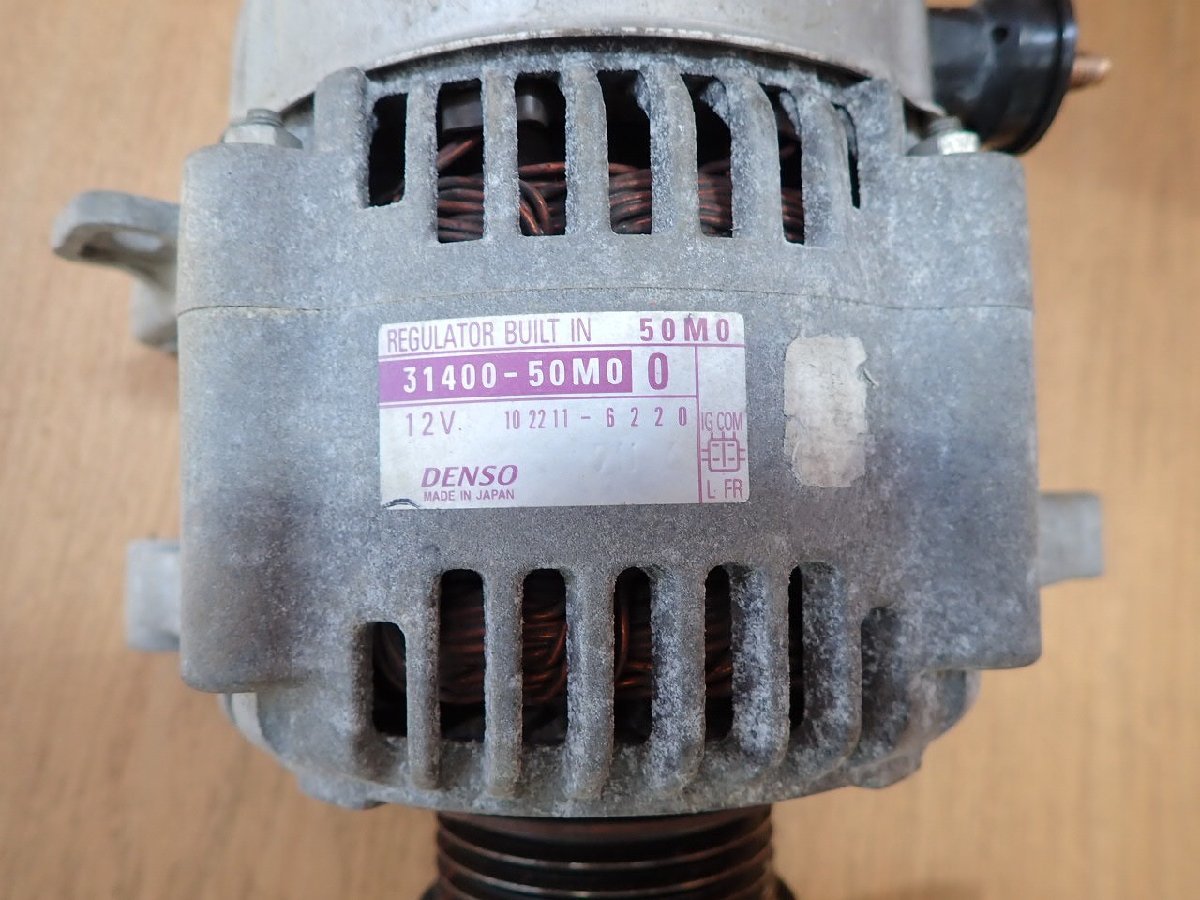 REGULATOR BUILT IN 50M0
31400-50M0 0
12V. 102211-6220
DENSO
MADE IN JAPAN
IG COM
L FR